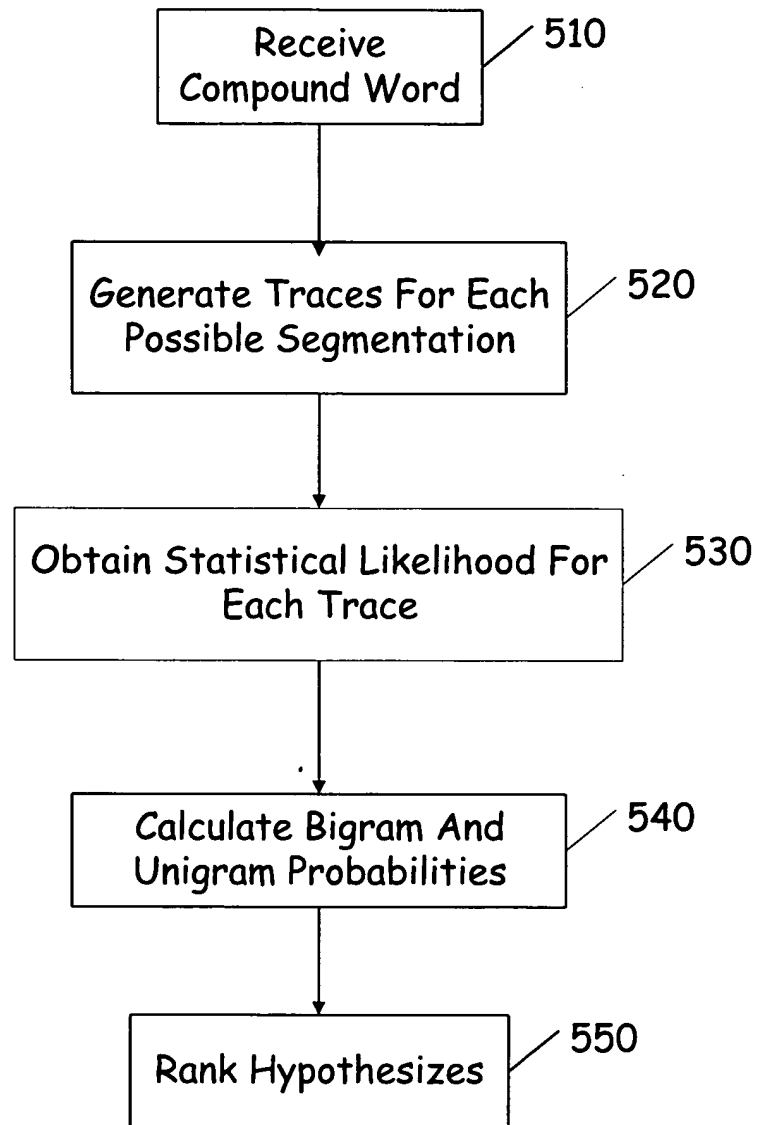 Receive
Compound Word
510
Generate Traces For Each
Possible Segmentation
520
Obtain Statistical Likelihood For
Each Trace
530
Calculate Bigram And
Unigram Probabilities
540
Rank Hypothesizes
550